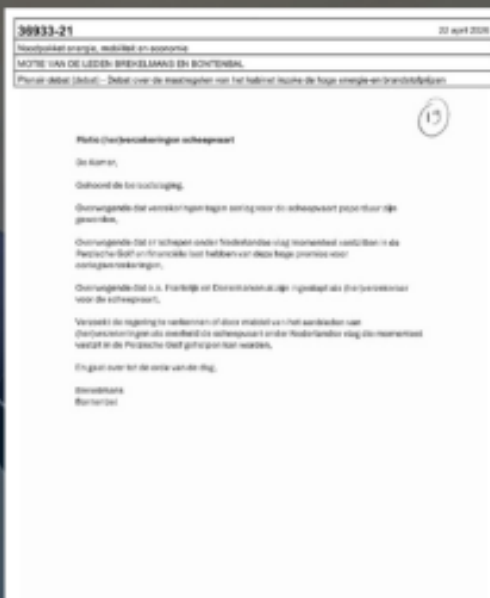 36933-21 22 april 2026
Noodpakket energie, mobiliteit en economie
MOTIE VAN DE LEDEN BREKELMANS EN BONTENBAL
Plenair debat (debat) - Debat over de maatregelen van het kabinet inzake de hoge energie-en brandstofprijzen
19
Motie (her)verzekeringen scheepvaart
De Kamer,
Gehoord de beraadslaging,
Overwegende dat verzekeringen tegen oorlog voor de scheepvaart peperduur zijn
geworden,
Overwegende dat er schepen onder Nederlandse vlag momenteel vastzitten in de
Perzische Golf en financiële last hebben van deze hoge premies voor
oorlogsverzekeringen,
Overwegende dat o.a. Frankrijk en Denemarken al zijn ingestapt als (her)verzekeraar
voor de scheepvaart,
Verzoekt de regering te verkennen of door middel van het aanbieden van
(her)verzekeringen als overheid de scheepvaart onder Nederlandse vlag die momenteel
vastzit in de Perzische Golf geholpen kan worden,
En gaat over tot de orde van de dag,
Brekelmans
Bontenbal